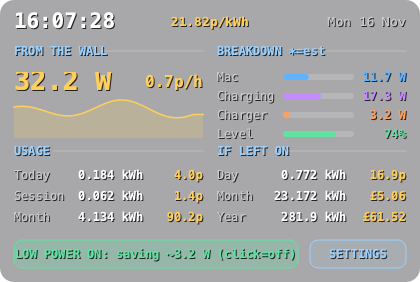 16:07:28 21.82p/kWh Mon 16 Nov
FROM THE WALL
32.2 W 0.7p/h
BREAKDOWN *=est
Mac 11.7 W
Charging 17.3 W
Charger 3.2 W
Level 74%
USAGE
Today 0.184 kWh 4.0p
Session 0.062 kWh 1.4p
Month 4.134 kWh 90.2p
IF LEFT ON
Day 0.772 kWh 16.9p
Month 23.172 kWh £5.06
Year 281.9 kWh £61.52
LOW POWER ON: saving ~3.2 W (click=off)
SETTINGS